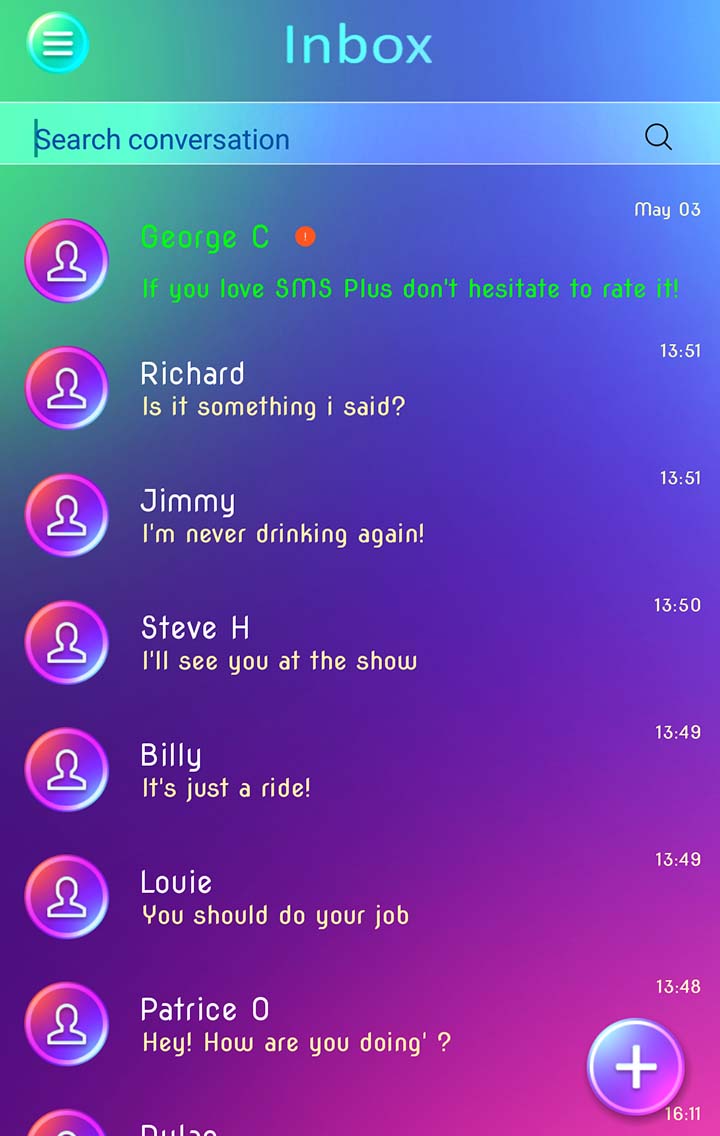 Inbox
Search conversation
May 03
George C
If you love SMS Plus don't hesitate to rate it!
13:51
Richard
Is it something i said?
13:51
Jimmy
I'm never drinking again!
13:50
Steve H
I'll see you at the show
13:49
Billy
It's just a ride!
13:49
Louie
You should do your job
13:48
Patrice O
Hey! How are you doing' ?
16:11
Dylan